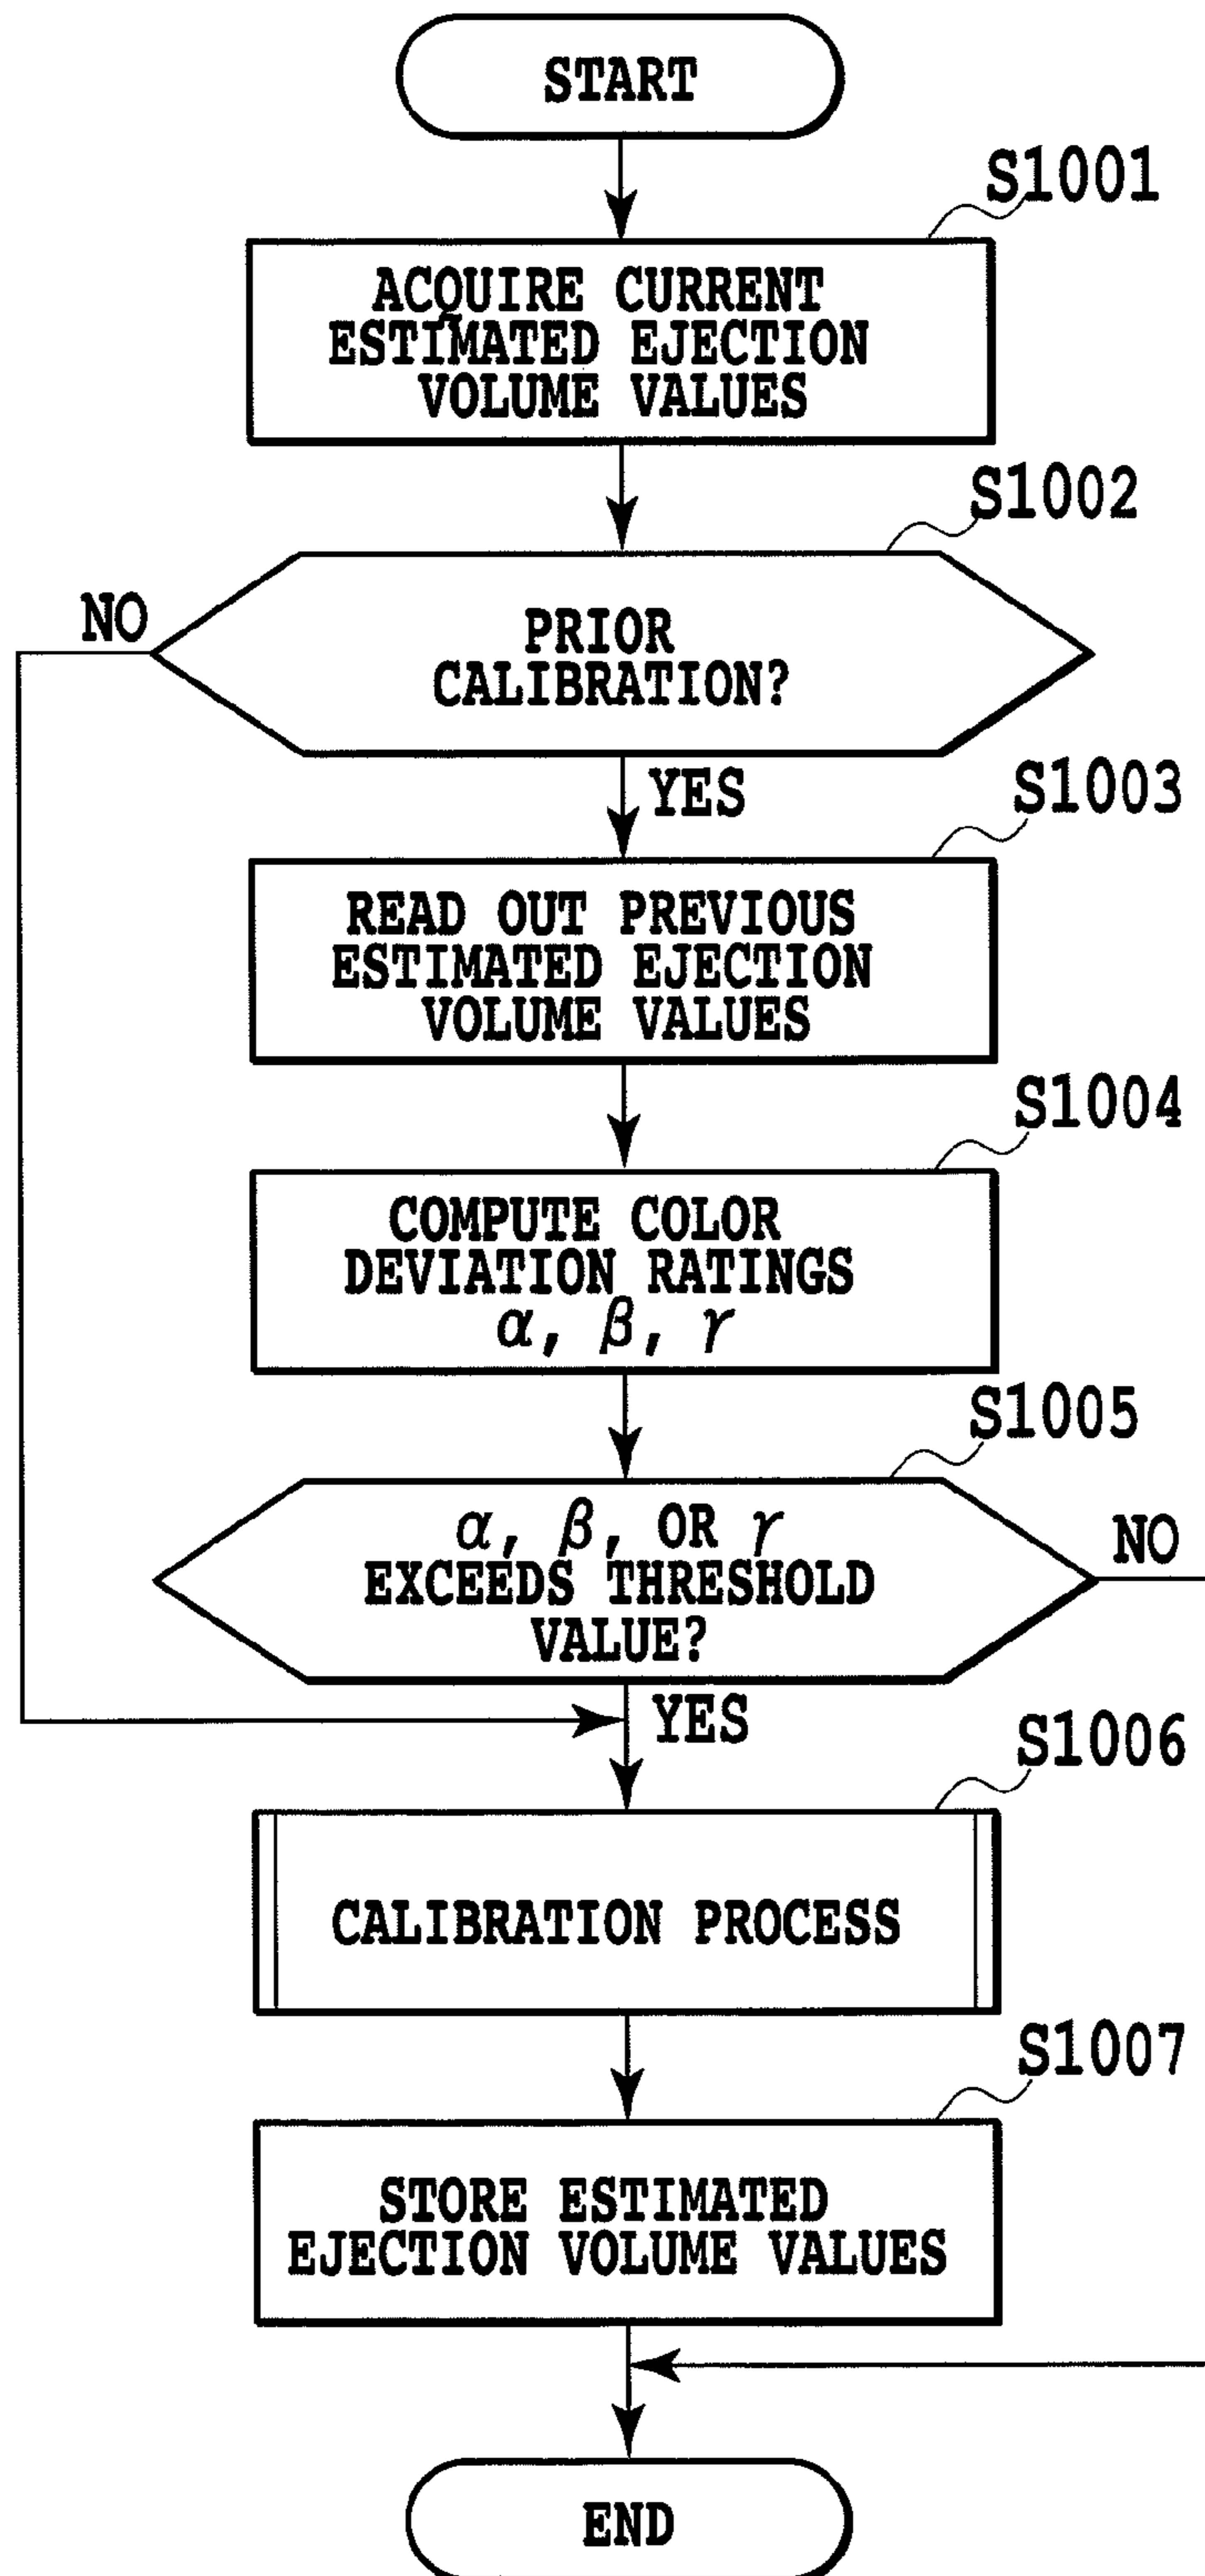 START
S1001
ACQUIRE CURRENT
ESTIMATED EJECTION
VOLUME VALUES
S1002
NO
PRIOR
CALIBRATION?
YES
S1003
READ OUT PREVIOUS
ESTIMATED EJECTION
VOLUME VALUES
S1004
COMPUTE COLOR
DEVIATION RATINGS
α, β, γ
S1005
α, β, OR γ
EXCEEDS THRESHOLD
VALUE?
NO
YES
S1006
CALIBRATION PROCESS
S1007
STORE ESTIMATED
EJECTION VOLUME VALUES
END